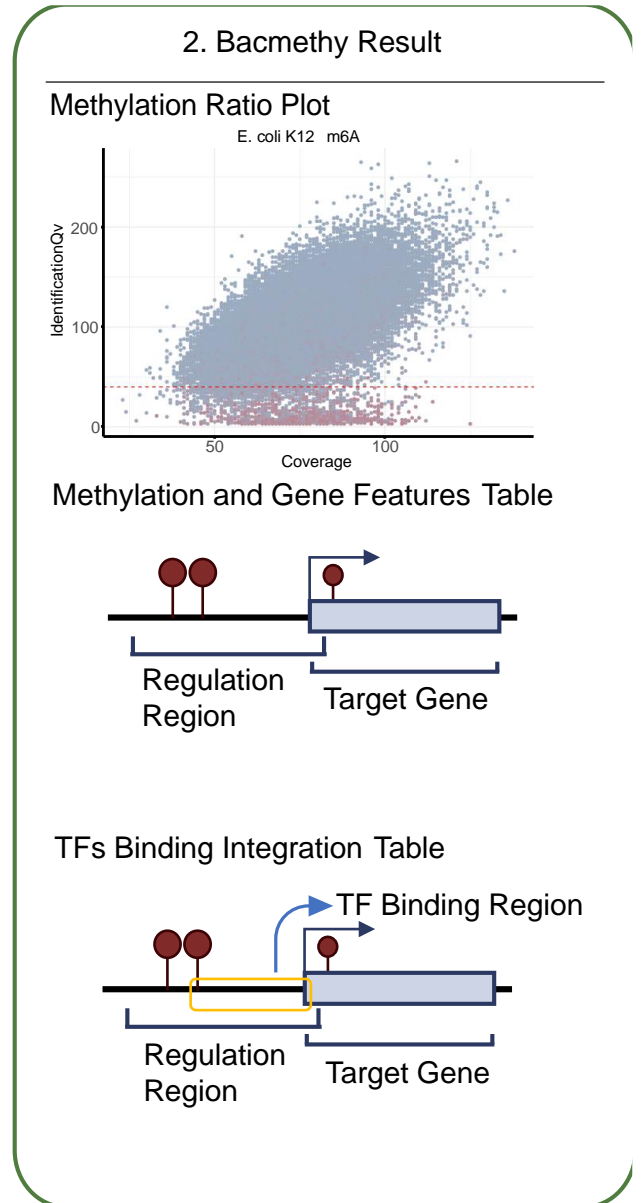 2. Bacmethy Result
Methylation Ratio Plot
E. coli K12 m6A
IdentificationQv
200
100
0
50
100
Coverage
Methylation and Gene Features Table
Regulation
Region
Target Gene
TFs Binding Integration Table
TF Binding Region
Regulation
Region
Target Gene